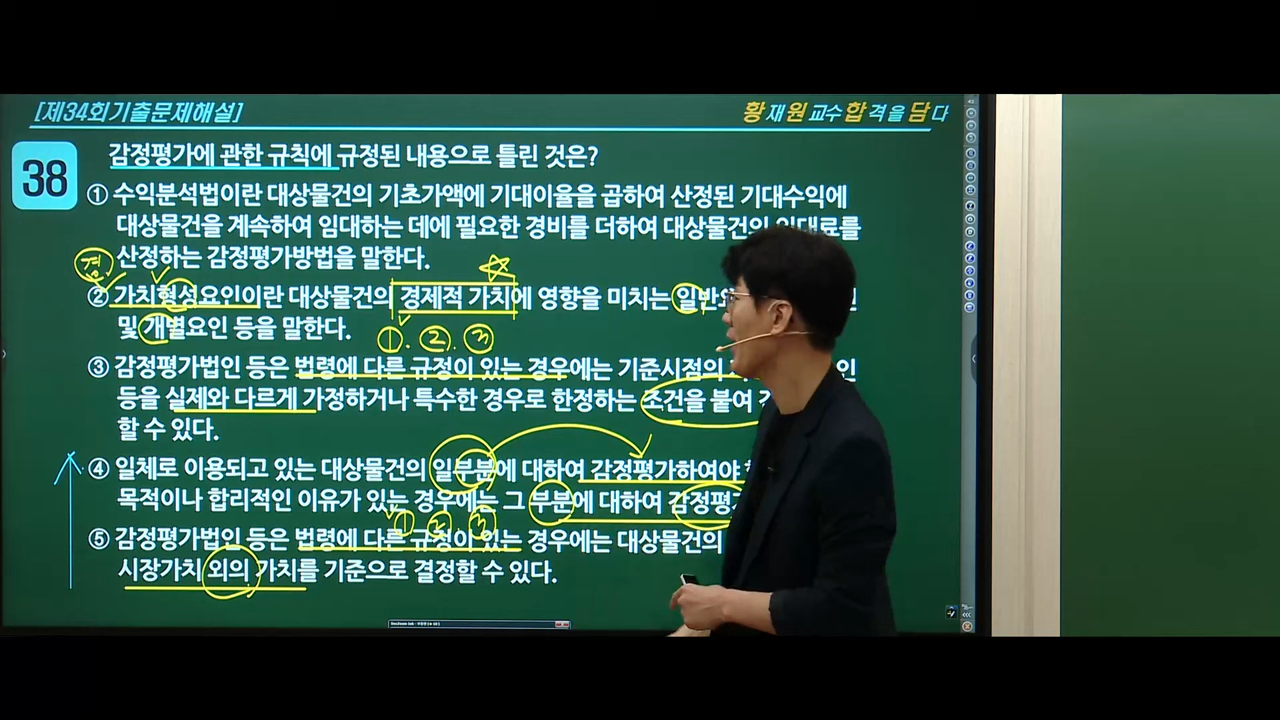 [제34회기출문제해설]
황재원 교수 합격을 담다
38
감정평가에 관한 규칙에 규정된 내용으로 틀린 것은?
① 수익분석법이란 대상물건의 기초가액에 기대이율을 곱하여 산정된 기대수익에
대상물건을 계속하여 임대하는 데에 필요한 경비를 더하여 대상물건의 임대료를
산정하는 감정평가방법을 말한다.
② 가치형성요인이란 대상물건의 경제적 가치에 영향을 미치는 일반요
및 개별요인 등을 말한다.
①. ②. ③
③ 감정평가법인 등은 법령에 다른 규정이 있는 경우에는 기준시점의 인
등을 실제와 다르게 가정하거나 특수한 경우로 한정하는 조건을 붙여
할 수 있다.
④ 일체로 이용되고 있는 대상물건의 일부분에 대하여 감정평가하여야
목적이나 합리적인 이유가 있는 경우에는 그 부분에 대하여 감정평
① ② ③
⑤ 감정평가법인 등은 법령에 다른 규정이 있는 경우에는 대상물건의
시장가치 외의 가치를 기준으로 결정할 수 있다.